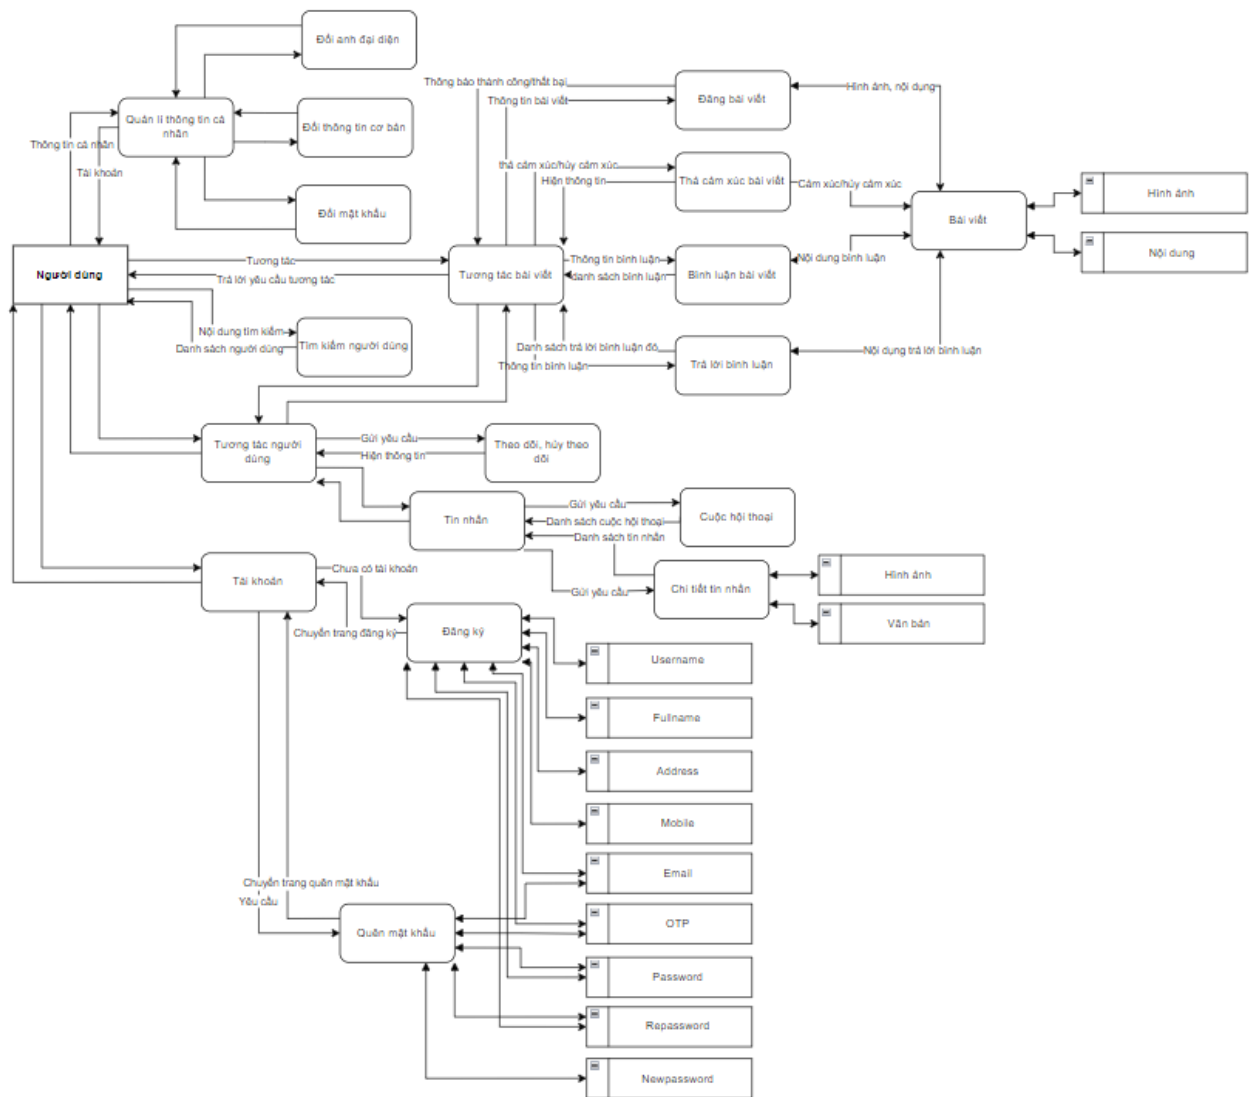 Đổi anh đại diện
Thông báo thành công/thất bại
Đăng bài viết
Hình ảnh, nội dụng
Thông tin bài viết
Quản lí thông tin cá
nhân
Đổi thông tin cơ bản
Thông tin cá nhân
Tài khoản
thả cảm xúc/hủy cảm xúc
Hiện thông tin
Thả cảm xúc bài viết
Cảm xúc/hủy cảm xúc
Hình ảnh
Đổi mật khẩu
Bài viết
Nội dung
Người dùng
Tương tác
Trả lời yêu cầu tương tác
Tương tác bài viết
Thông tin bình luận
danh sách bình luận
Bình luận bài viết
Nội dung bình luận
Nội dung tìm kiếm
Danh sách người dùng
Tìm kiếm người dùng
Danh sách trả lời bình luận đó
Thông tin bình luận
Trả lời bình luận
Nội dụng trả lời bình luận
Tương tác người
dùng
Gửi yêu cầu
Hiện thông tin
Theo dõi, hủy theo
dõi
Tin nhắn
Gửi yêu cầu
Danh sách cuộc hội thoại
Danh sách tin nhắn
Cuộc hội thoại
Tài khoản
Chưa có tài khoản
Gửi yêu cầu
Chi tiết tin nhắn
Hình ảnh
Văn bản
Chuyển trang đăng ký
Đăng ký
Username
Fullname
Address
Mobile
Email
Chuyển trang quên mật khẩu
Yêu cầu
Quên mật khẩu
OTP
Password
Repassword
Newpassword